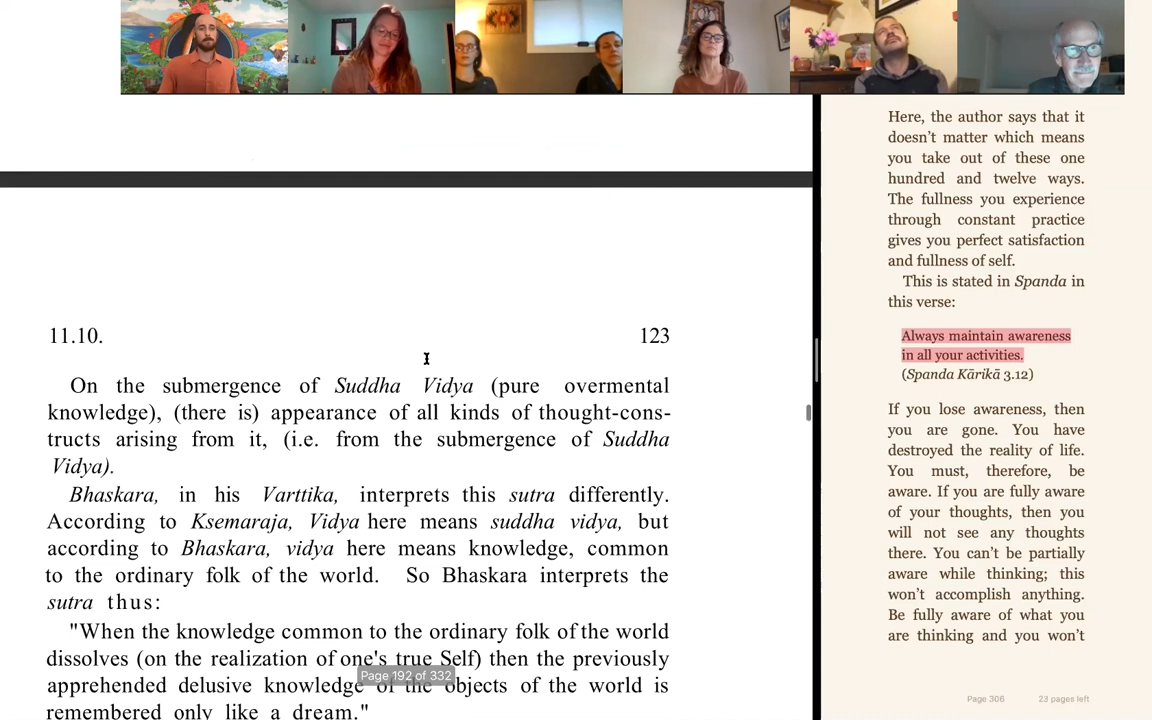 11.10. 123
On the submergence of Suddha Vidya (pure overmental
knowledge), (there is) appearance of all kinds of thought-cons-
tructs arising from it, (i.e. from the submergence of Suddha
Vidya).
Bhaskara, in his Varttika, interprets this sutra differently.
According to Ksemaraja, Vidya here means suddha vidya, but
according to Bhaskara, vidya here means knowledge, common
to the ordinary folk of the world. So Bhaskara interprets the
sutra thus:
"When the knowledge common to the ordinary folk of the world
dissolves (on the realization of one's true Self) then the previously
apprehended delusive knowledge of the objects of the world is
remembered only like a dream."
Page 192 of 332
Here, the author says that it
doesn't matter which means
you take out of these one
hundred and twelve ways.
The fullness you experience
through constant practice
gives you perfect satisfaction
and fullness of self.
This is stated in Spanda in
this verse:
Always maintain awareness
in all your activities.
(Spanda Kārikā 3.12)
If you lose awareness, then
you are gone. You have
destroyed the reality of life.
You must, therefore, be
aware. If you are fully aware
of your thoughts, then you
will not see any thoughts
there. You can't be partially
aware while thinking; this
won't accomplish anything.
Be fully aware of what you
are thinking and you won't
Page 306 23 pages left